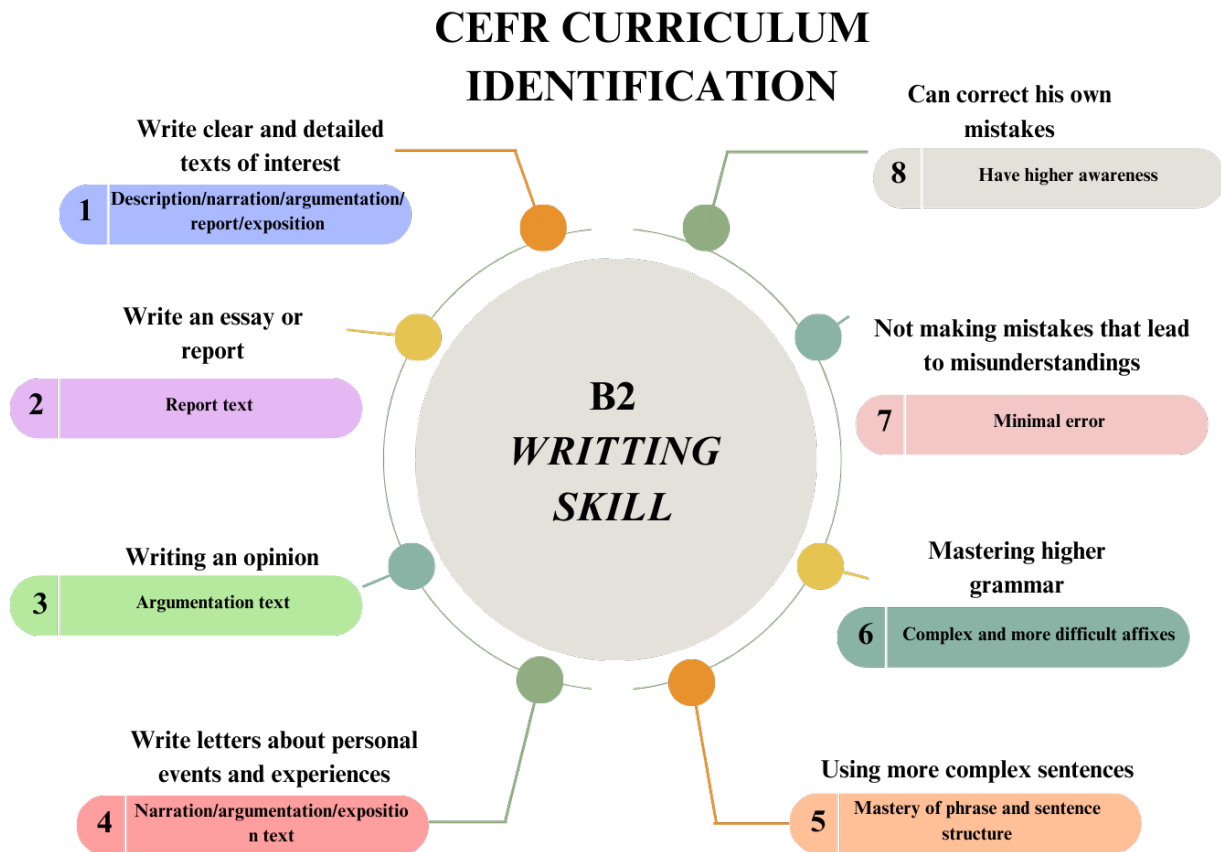 CEFR CURRICULUM
IDENTIFICATION
Write clear and detailed
texts of interest
1
Description/narration/argumentation/
report/exposition
Write an essay or
report
2
Report text
Writing an opinion
3
Argumentation text
Write letters about personal
events and experiences
4
Narration/argumentation/expositio
n text
B2
WRITTING
SKILL
Using more complex sentences
5
Mastery of phrase and sentence
structure
Mastering higher
grammar
6
Complex and more difficult affixes
Not making mistakes that lead
to misunderstandings
7
Minimal error
Can correct his own
mistakes
8
Have higher awareness